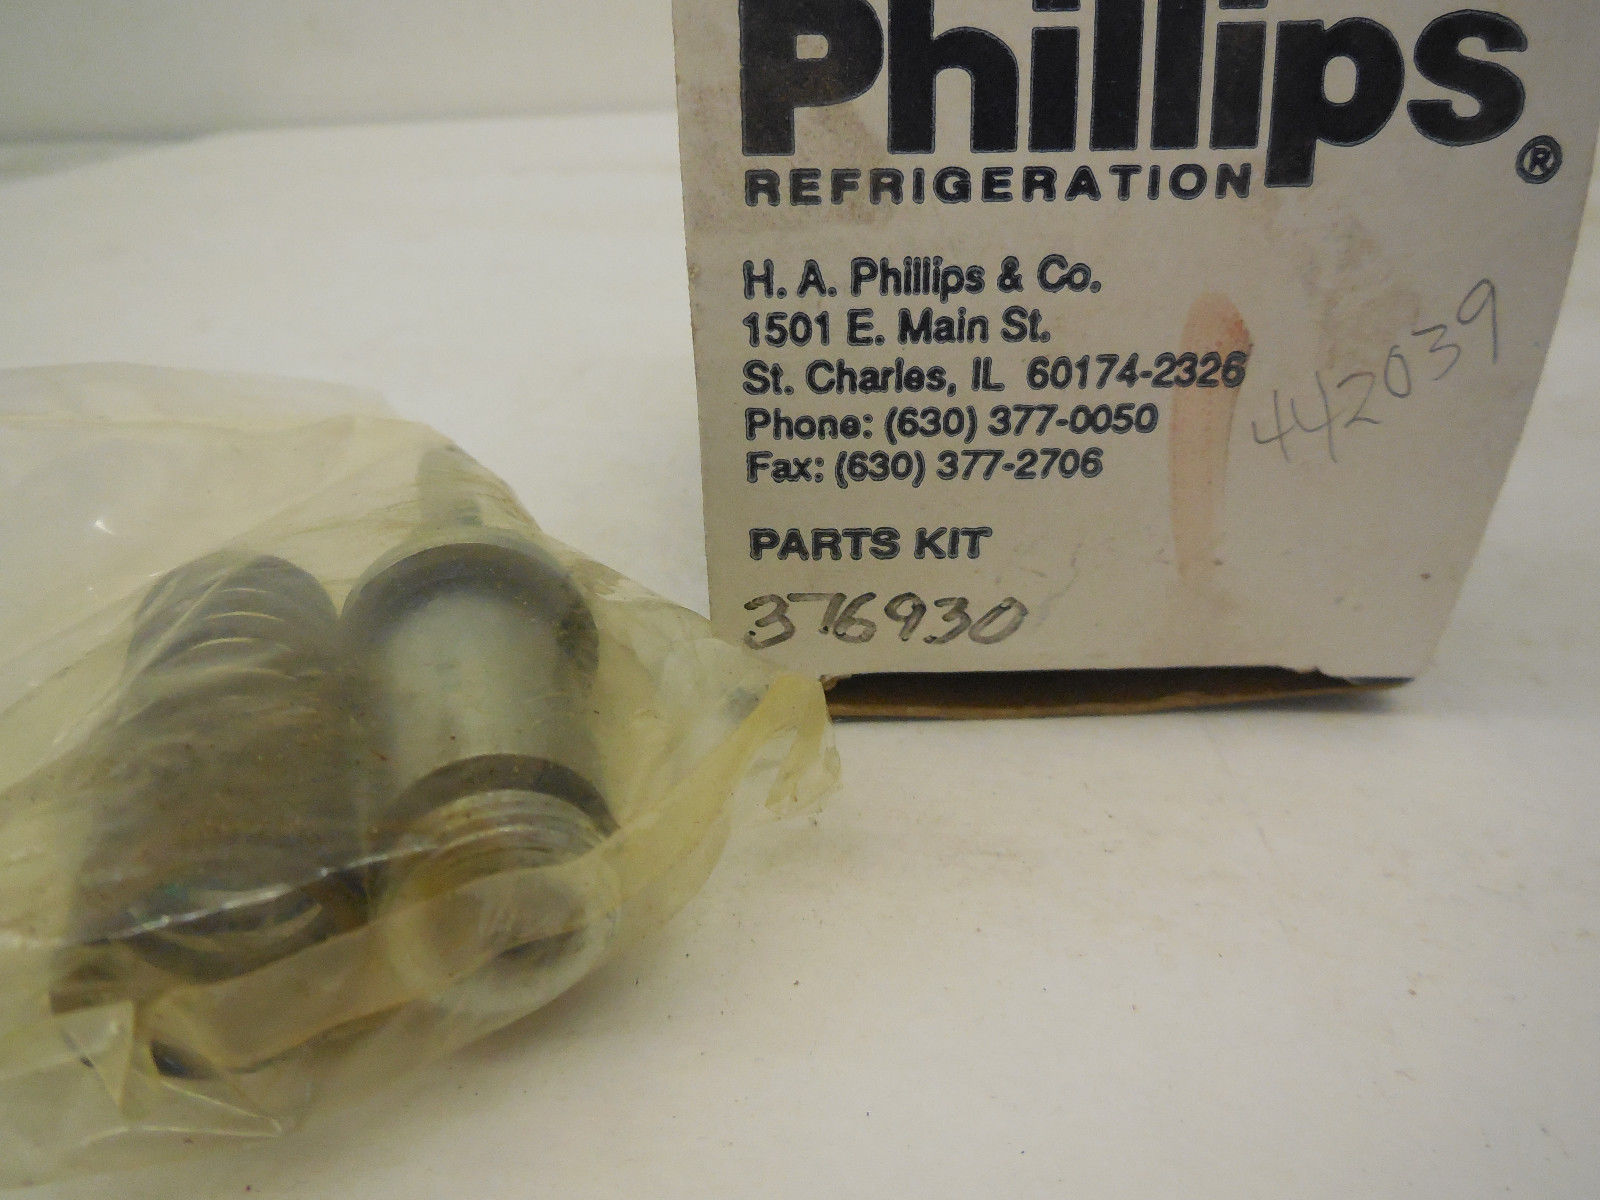 Phillips®
REFRIGERATION
H. A. Phillips & Co.
1501 E. Main St.
St. Charles, IL 60174-2326
Phone: (630) 377-0050
Fax: (630) 377-2706
442039
PARTS KIT
376930